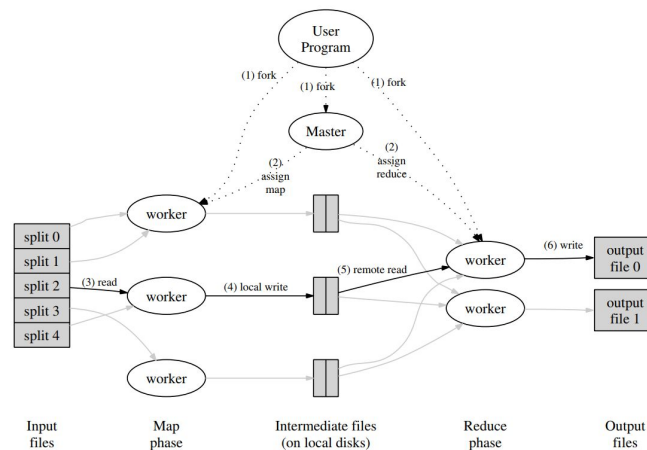 User
Program
(1) fork
(1) fork
(1) fork
Master
(2)
assign
map
(2)
assign
reduce
worker
split 0
split 1
split 2
split 3
split 4
(3) read
worker
(4) local write
(5) remote read
worker
(6) write
output
file 0
worker
output
file 1
worker
Input
files
Map
phase
Intermediate files
(on local disks)
Reduce
phase
Output
files